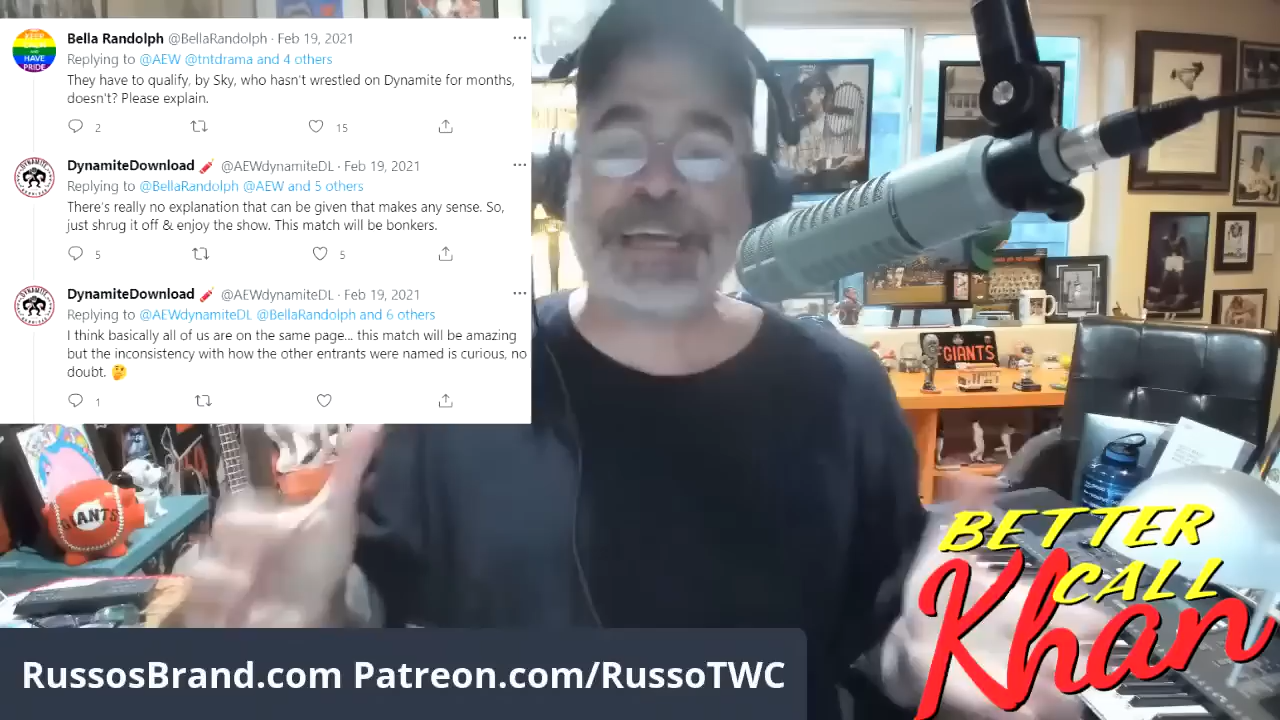 KEEP
AND
HAVE
PRIDE
Bella Randolph @BellaRandolph · Feb 19, 2021
Replying to @AEW @tntdrama and 4 others
They have to qualify, by Sky, who hasn't wrestled on Dynamite for months,
doesn't? Please explain.
2 15
DynamiteDownload 🧨 @AEWdynamiteDL · Feb 19, 2021
Replying to @BellaRandolph @AEW and 5 others
There's really no explanation that can be given that makes any sense. So,
just shrug it off & enjoy the show. This match will be bonkers.
5 5
DynamiteDownload 🧨 @AEWdynamiteDL · Feb 19, 2021
Replying to @AEWdynamiteDL @BellaRandolph and 6 others
I think basically all of us are on the same page... this match will be amazing
but the inconsistency with how the other entrants were named is curious, no
doubt. 🤔
1
GIANTS
GIANTS
BETTER
CALL
Khan
RussosBrand.com Patreon.com/RussoTWC